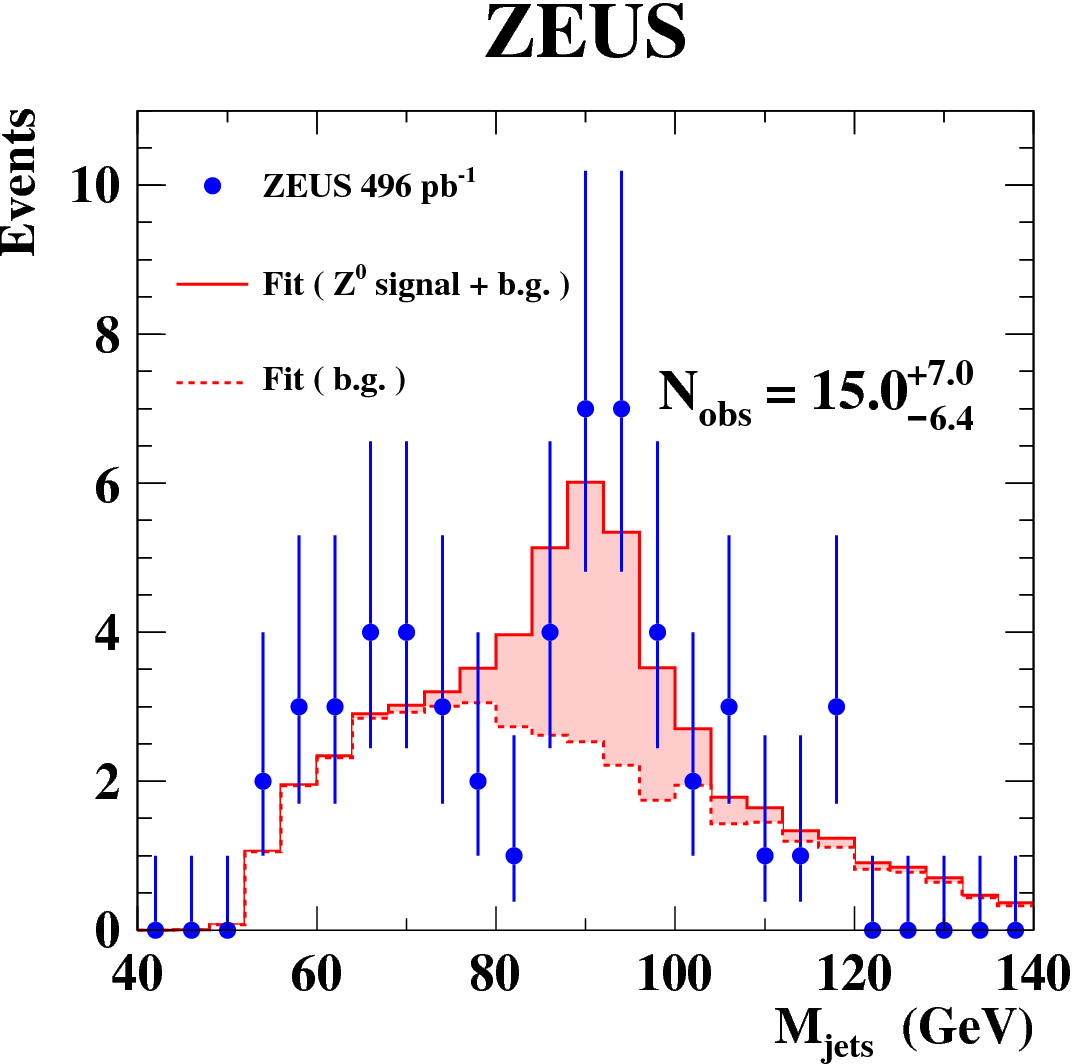 ZEUS
Events
10
8
6
4
2
0
ZEUS 496 pb-1
Fit ( Z0 signal + b.g. )
Fit ( b.g. )
Nobs = 15.0+7.0−6.4
40 60 80 100 120 140
Mjets (GeV)